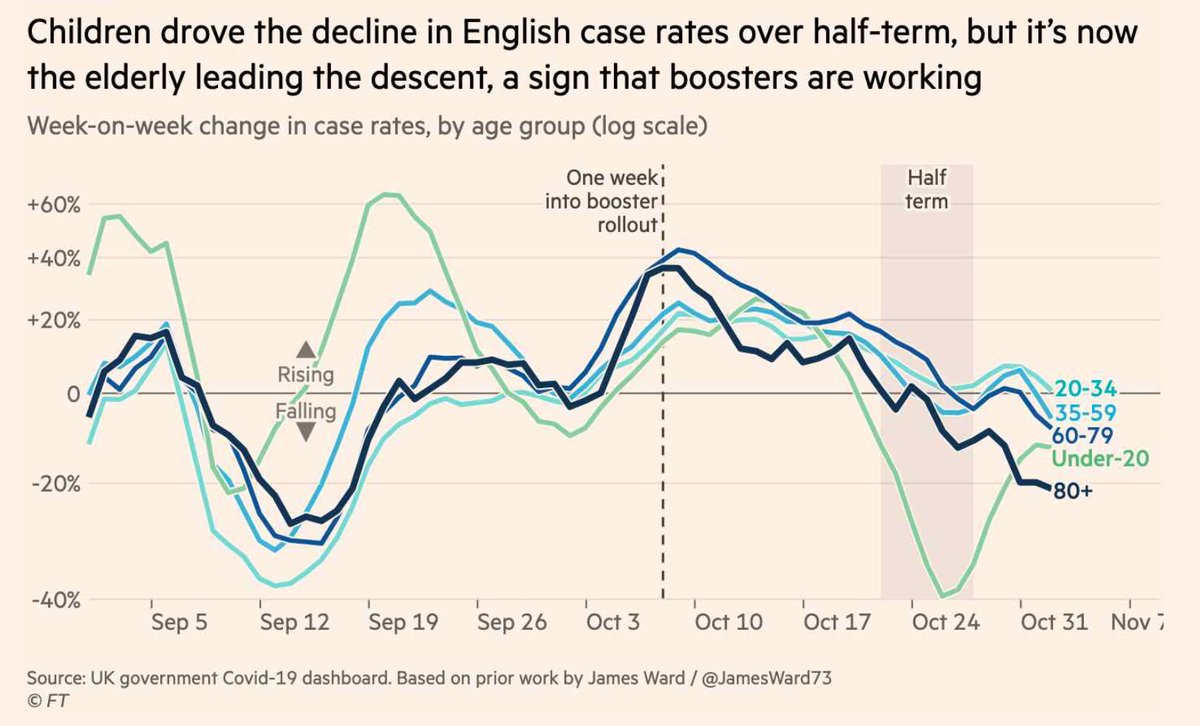 Children drove the decline in English case rates over half-term, but it’s now
the elderly leading the descent, a sign that boosters are working
Week-on-week change in case rates, by age group (log scale)
One week
into booster
rollout
Half
term
+60%
+40%
+20%
0
-20%
-40%
Rising
Falling
20-34
35-59
60-79
Under-20
80+
Sep 5
Sep 12
Sep 19
Sep 26
Oct 3
Oct 10
Oct 17
Oct 24
Oct 31
Nov 7
Source: UK government Covid-19 dashboard. Based on prior work by James Ward / @JamesWard73
© FT